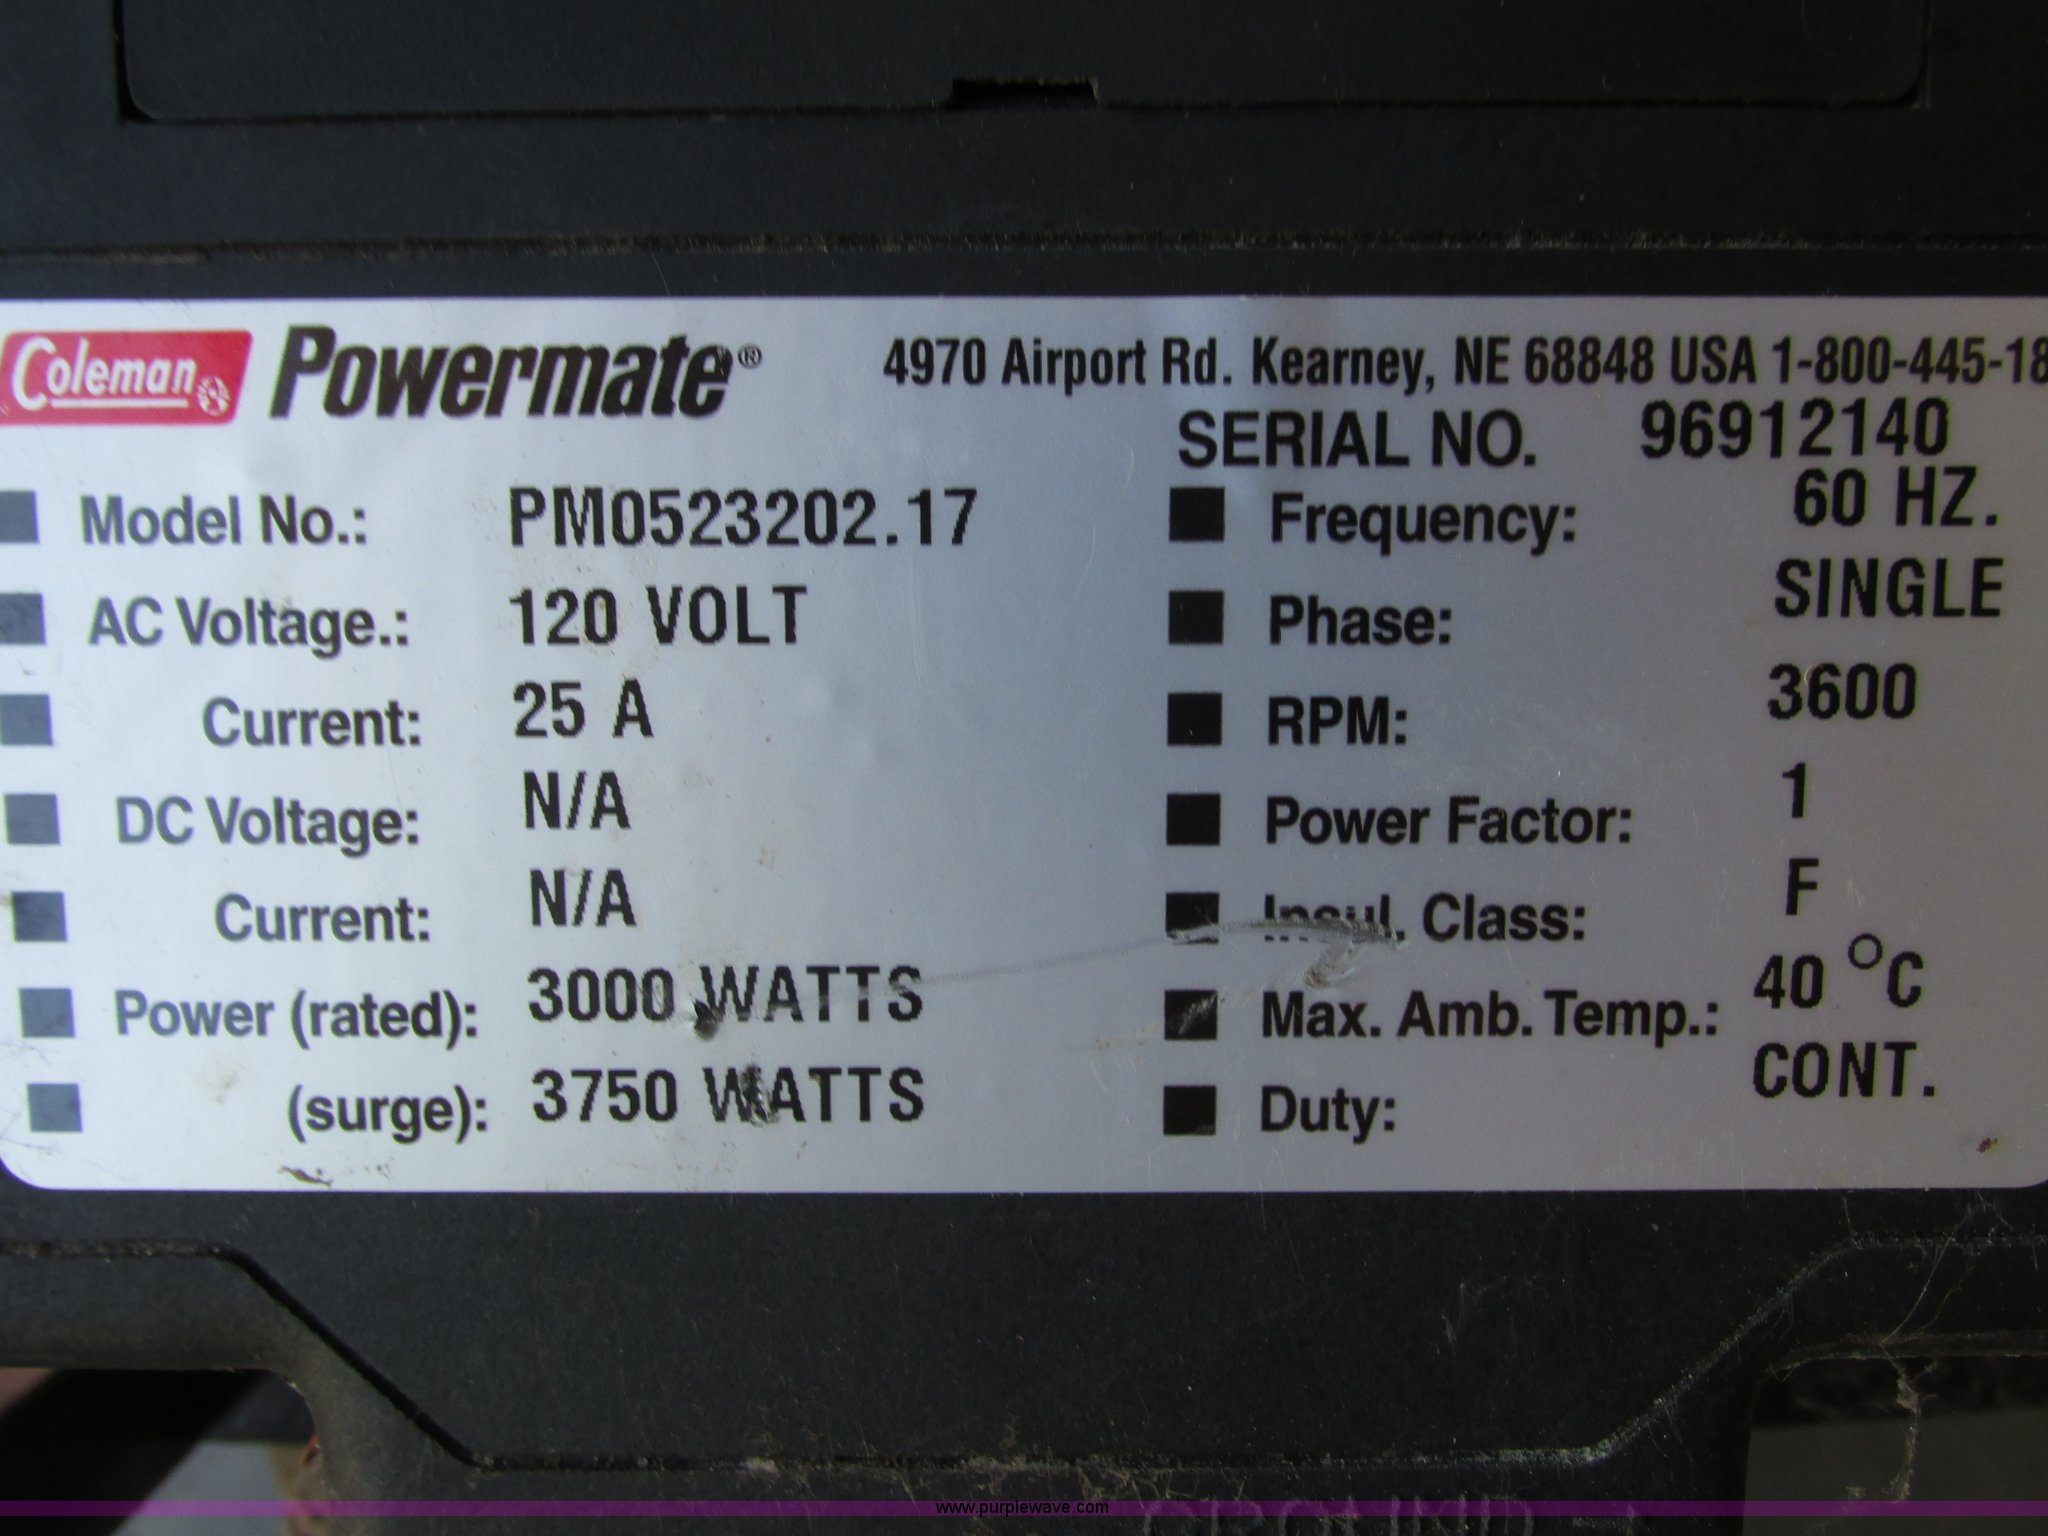 Coleman Powermate® 4970 Airport Rd. Kearney, NE 68848 USA 1-800-445-18
SERIAL NO. 96912140
Model No.: PM0523202.17
AC Voltage.: 120 VOLT
Current: 25 A
DC Voltage: N/A
Current: N/A
Power (rated): 3000 WATTS
(surge): 3750 WATTS
Frequency: 60 HZ.
Phase: SINGLE
RPM: 3600
Power Factor: 1
Insul. Class: F
Max. Amb. Temp.: 40 °C
Duty: CONT.
www.purplewave.com